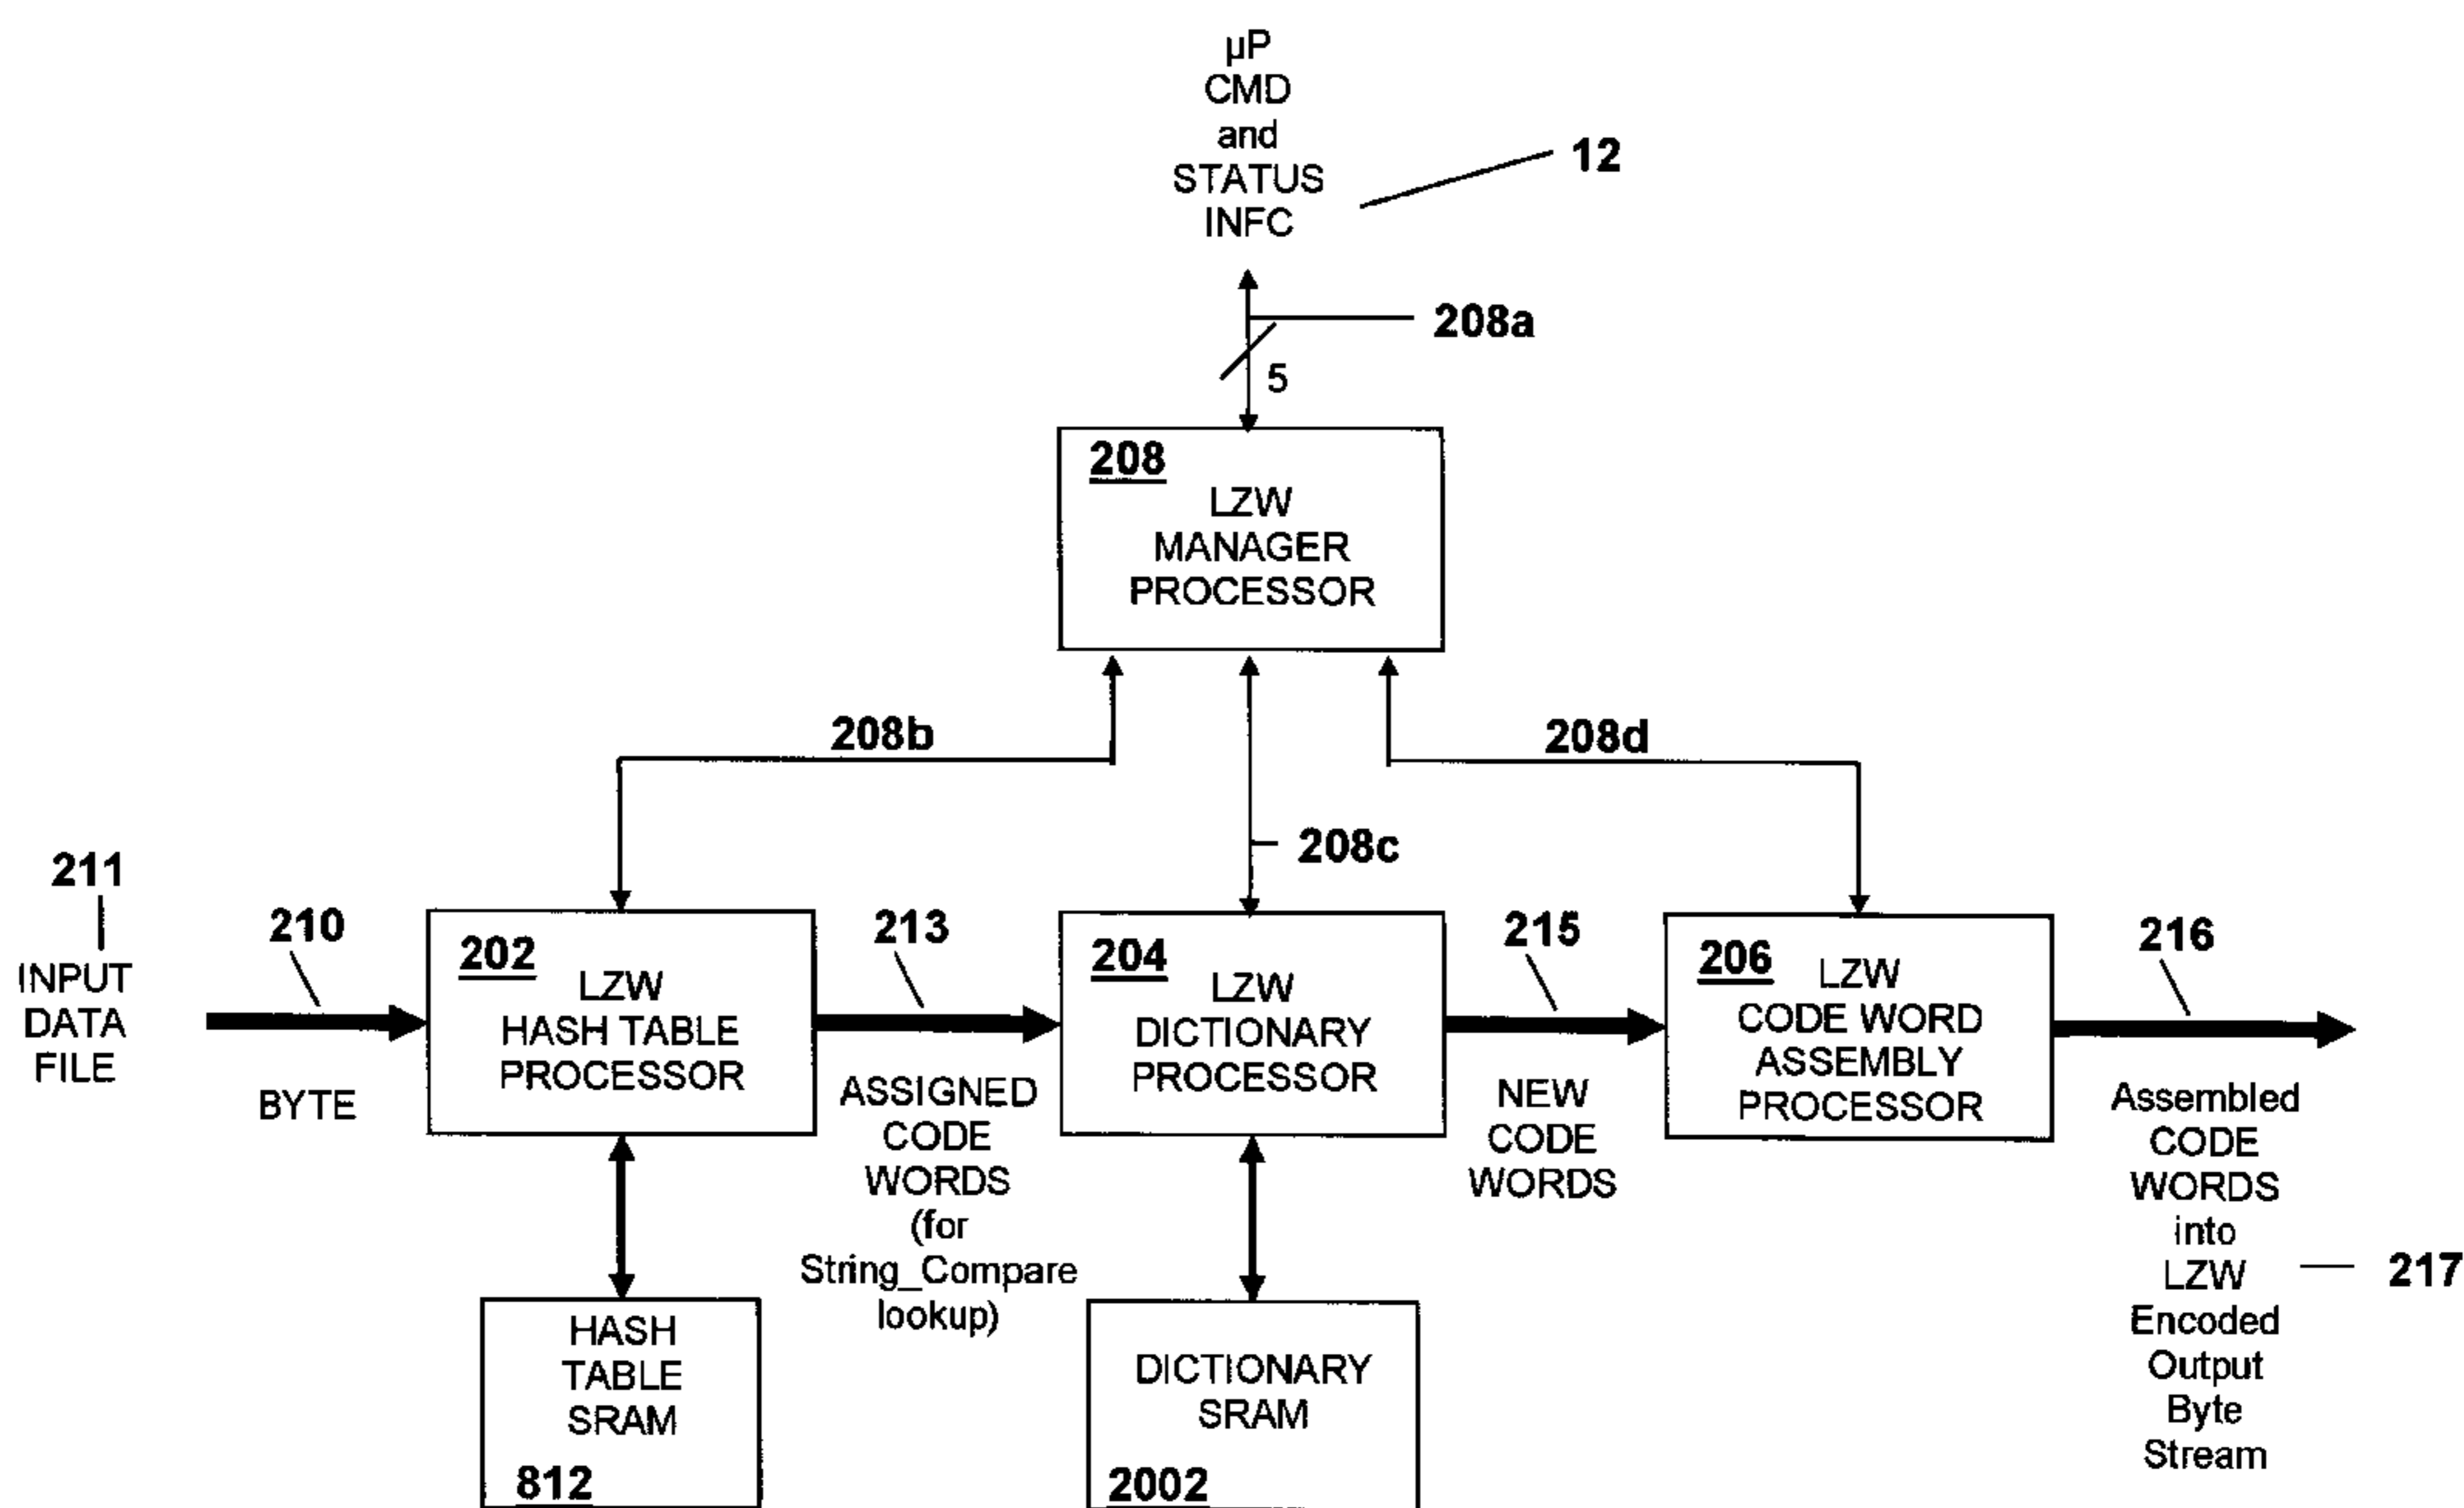 µP
CMD
and
STATUS
INFC
12
208a
5
208
LZW
MANAGER
PROCESSOR
208b
208d
208c
211
INPUT
DATA
FILE
210
BYTE
202
LZW
HASH TABLE
PROCESSOR
213
ASSIGNED
CODE
WORDS
(for
String_Compare
lookup)
204
LZW
DICTIONARY
PROCESSOR
215
NEW
CODE
WORDS
206
LZW
CODE WORD
ASSEMBLY
PROCESSOR
216
Assembled
CODE
WORDS
into
LZW
Encoded
Output
Byte
Stream
217
HASH
TABLE
SRAM
812
DICTIONARY
SRAM
2002